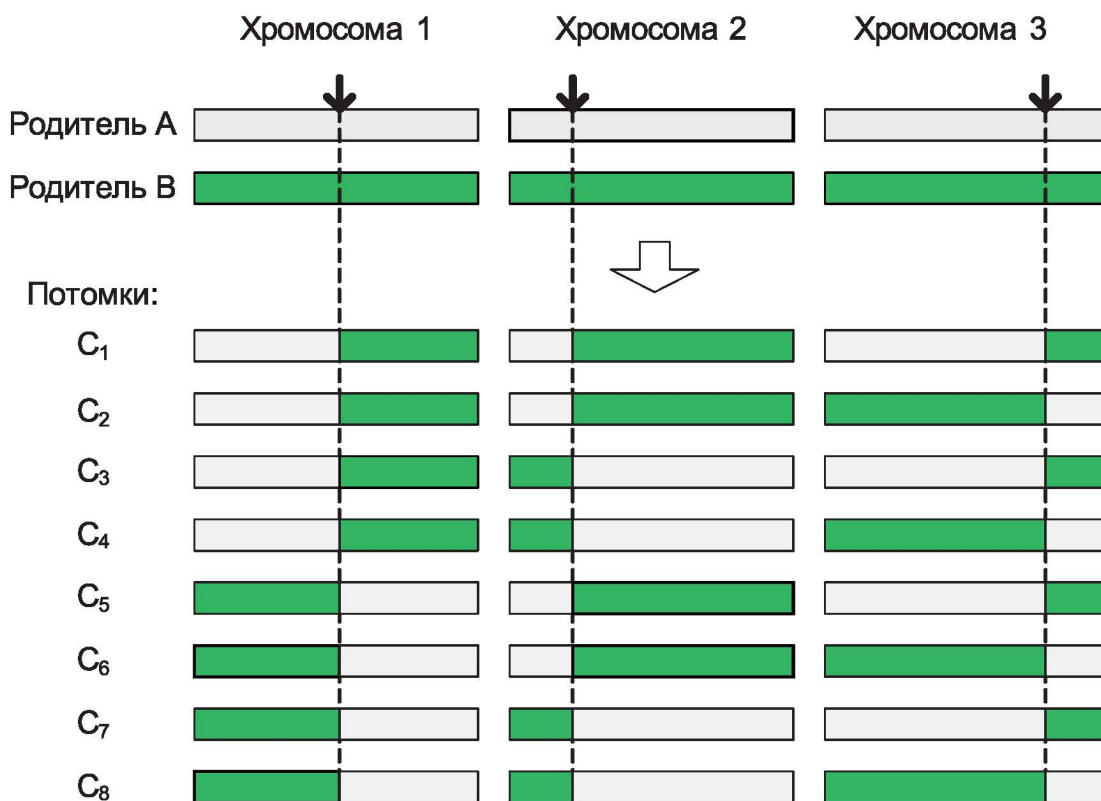 Хромосома 1 Хромосома 2 Хромосома 3
Родитель A
Родитель B
Потомки:
C₁
C₂
C₃
C₄
C₅
C₆
C₇
C₈